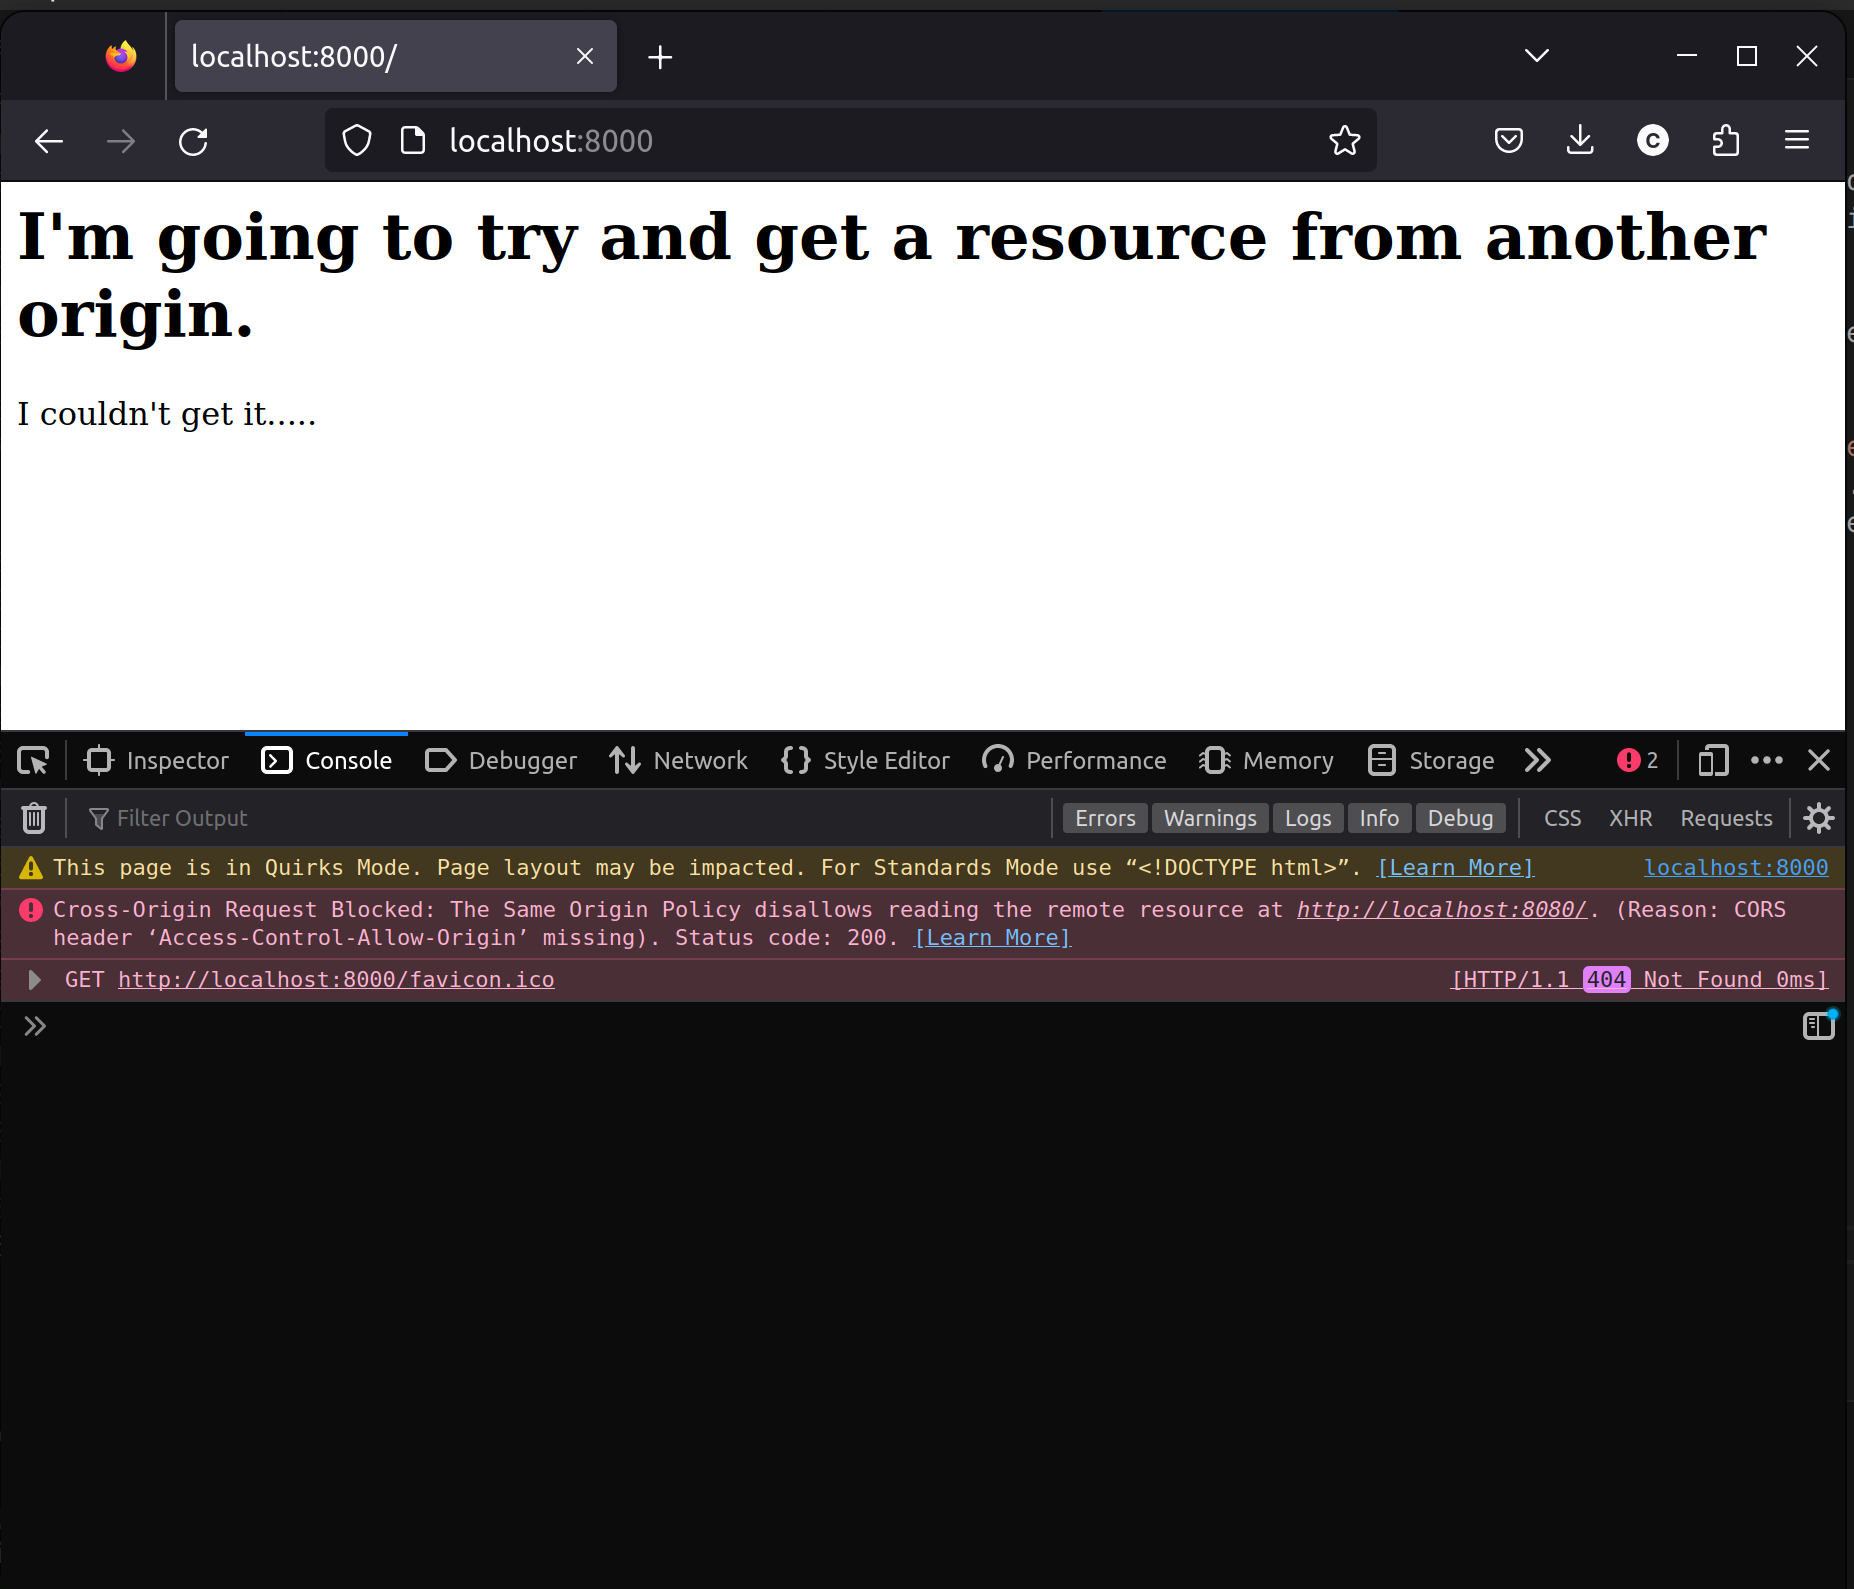 localhost:8000/
localhost:8000
I'm going to try and get a resource from another
origin.
I couldn't get it.....
Inspector Console Debugger Network Style Editor Performance Memory Storage 2
Filter Output Errors Warnings Logs Info Debug CSS XHR Requests
This page is in Quirks Mode. Page layout may be impacted. For Standards Mode use “<!DOCTYPE html>”. [Learn More] localhost:8000
Cross-Origin Request Blocked: The Same Origin Policy disallows reading the remote resource at http://localhost:8080/. (Reason: CORS
header ‘Access-Control-Allow-Origin’ missing). Status code: 200. [Learn More]
GET http://localhost:8000/favicon.ico [HTTP/1.1 404 Not Found 0ms]